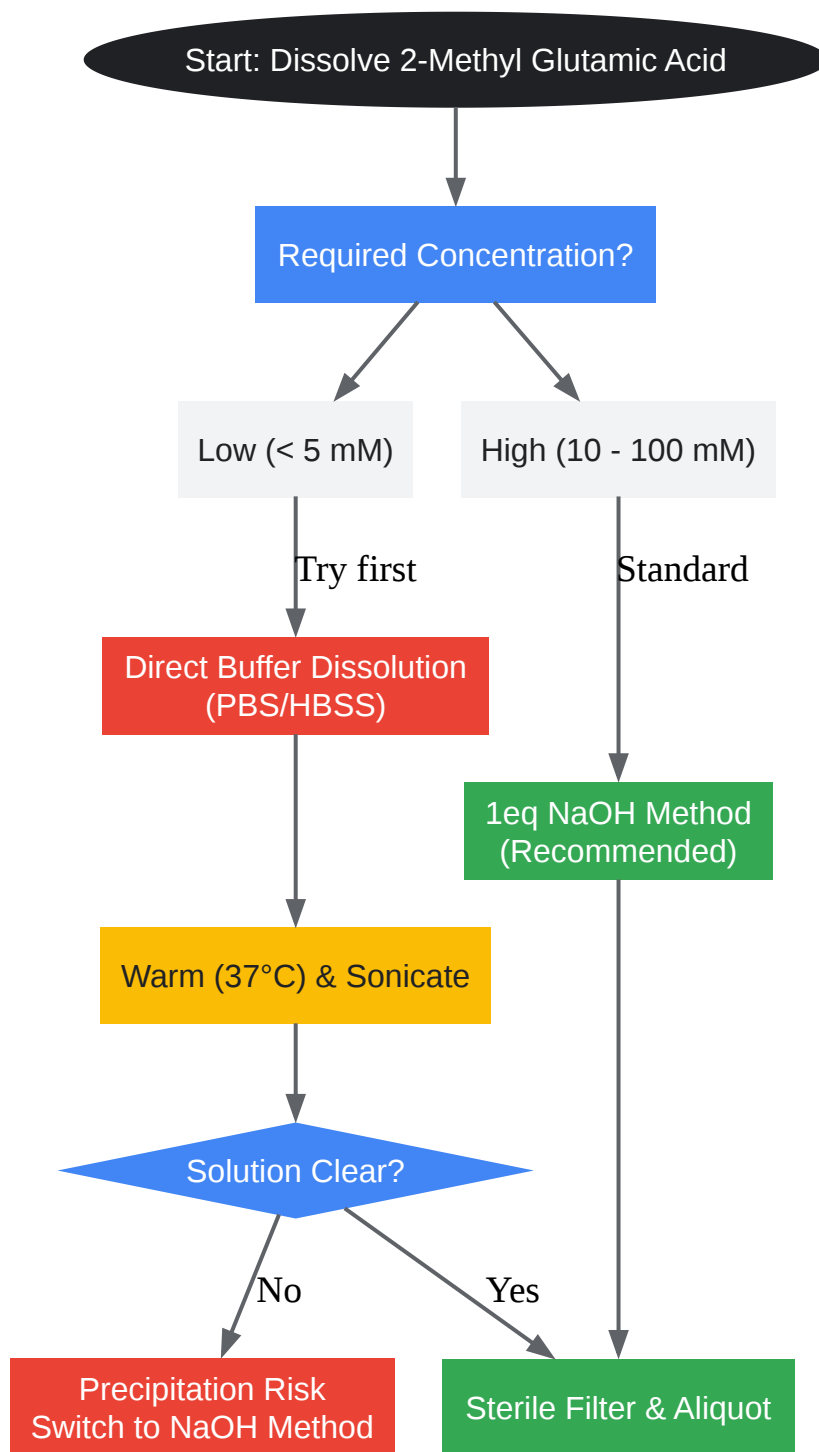 Start: Dissolve 2-Methyl Glutamic Acid
Required Concentration?
Low (< 5 mM)
High (10 - 100 mM)
Try first
Standard
Direct Buffer Dissolution
(PBS/HBSS)
1eq NaOH Method
(Recommended)
Warm (37°C) & Sonicate
Solution Clear?
No
Yes
Precipitation Risk
Switch to NaOH Method
Sterile Filter & Aliquot